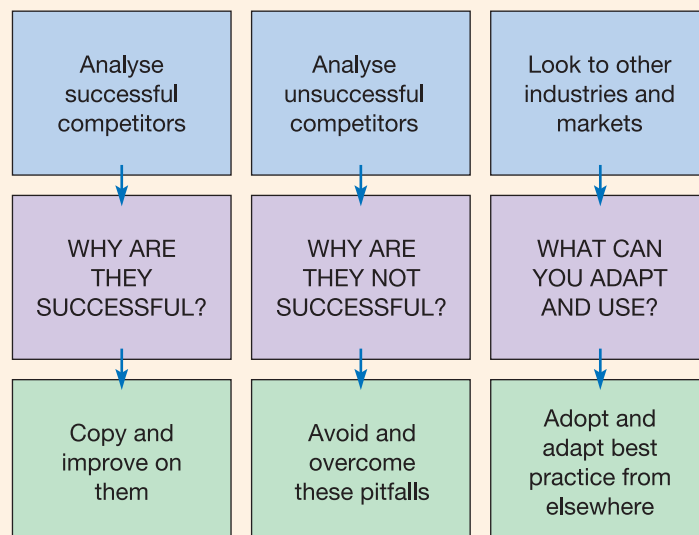 Analyse
successful
competitors
Analyse
unsuccessful
competitors
Look to other
industries and
markets
WHY ARE
THEY
SUCCESSFUL?
WHY ARE
THEY NOT
SUCCESSFUL?
WHAT CAN
YOU ADAPT
AND USE?
Copy and
improve on
them
Avoid and
overcome
these pitfalls
Adopt and
adapt best
practice from
elsewhere